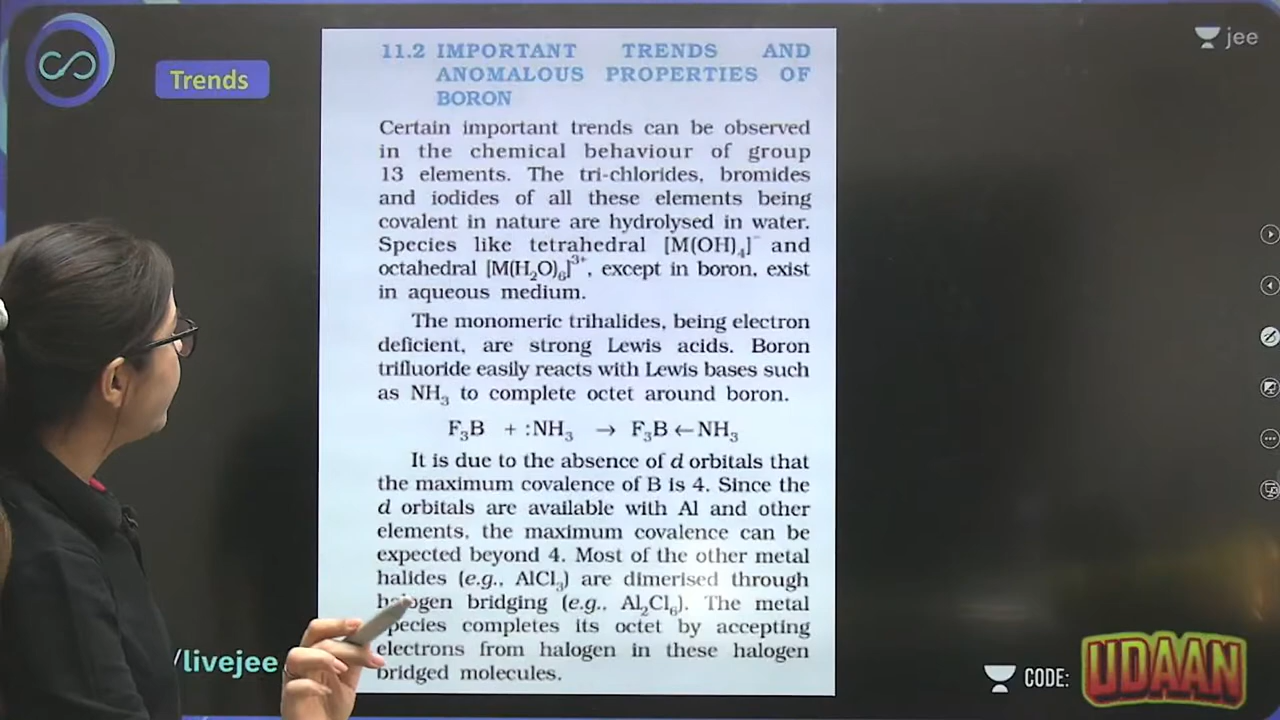 Trends
jee
11.2 IMPORTANT TRENDS AND
ANOMALOUS PROPERTIES OF
BORON
Certain important trends can be observed
in the chemical behaviour of group
13 elements. The tri-chlorides, bromides
and iodides of all these elements being
covalent in nature are hydrolysed in water.
Species like tetrahedral [M(OH)₄]⁻ and
octahedral [M(H₂O)₆]³⁺, except in boron, exist
in aqueous medium.
The monomeric trihalides, being electron
deficient, are strong Lewis acids. Boron
trifluoride easily reacts with Lewis bases such
as NH₃ to complete octet around boron.
F₃B + :NH₃ → F₃B ← NH₃
It is due to the absence of d orbitals that
the maximum covalence of B is 4. Since the
d orbitals are available with Al and other
elements, the maximum covalence can be
expected beyond 4. Most of the other metal
halides (e.g., AlCl₃) are dimerised through
halogen bridging (e.g., Al₂Cl₆). The metal
species completes its octet by accepting
electrons from halogen in these halogen
bridged molecules.
/livejee
CODE: UDAAN